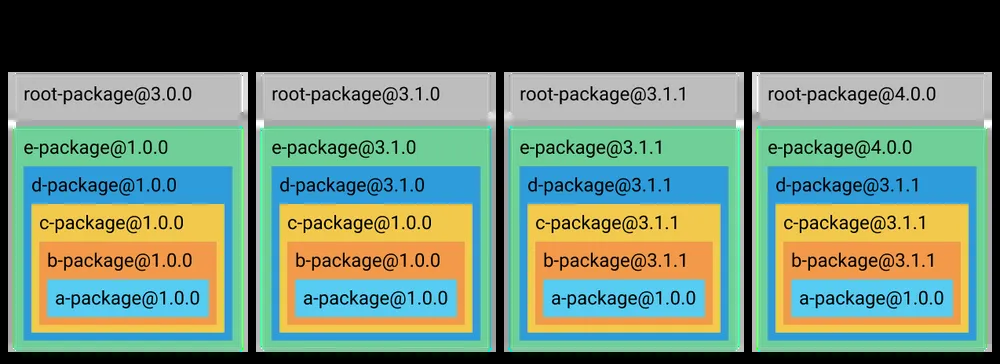 root-package@3.0.0
e-package@1.0.0
d-package@1.0.0
c-package@1.0.0
b-package@1.0.0
a-package@1.0.0
root-package@3.1.0
e-package@3.1.0
d-package@3.1.0
c-package@1.0.0
b-package@1.0.0
a-package@1.0.0
root-package@3.1.1
e-package@3.1.1
d-package@3.1.1
c-package@3.1.1
b-package@3.1.1
a-package@1.0.0
root-package@4.0.0
e-package@4.0.0
d-package@3.1.1
c-package@3.1.1
b-package@3.1.1
a-package@1.0.0